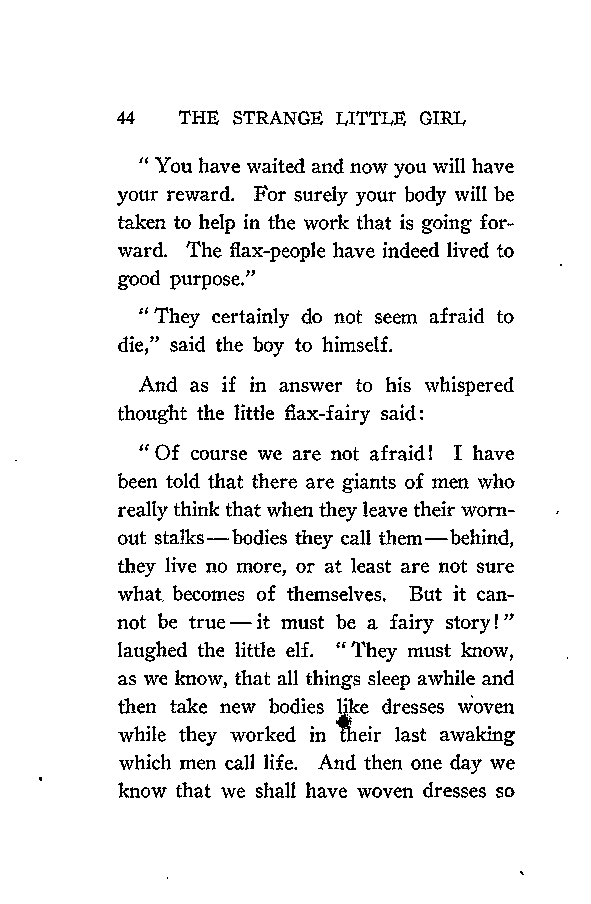 44 THE STRANGE LITTLE GIRL
“ You have waited and now you will have
your reward. For surely your body will be
taken to help in the work that is going for-
ward. The flax-people have indeed lived to
good purpose.”
“ They certainly do not seem afraid to
die,” said the boy to himself.
And as if in answer to his whispered
thought the little flax-fairy said:
“ Of course we are not afraid! I have
been told that there are giants of men who
really think that when they leave their worn-
out stalks—bodies they call them—behind,
they live no more, or at least are not sure
what becomes of themselves. But it can-
not be true — it must be a fairy story! ”
laughed the little elf. “ They must know,
as we know, that all things sleep awhile and
then take new bodies like dresses woven
while they worked in their last awaking
which men call life. And then one day we
know that we shall have woven dresses so